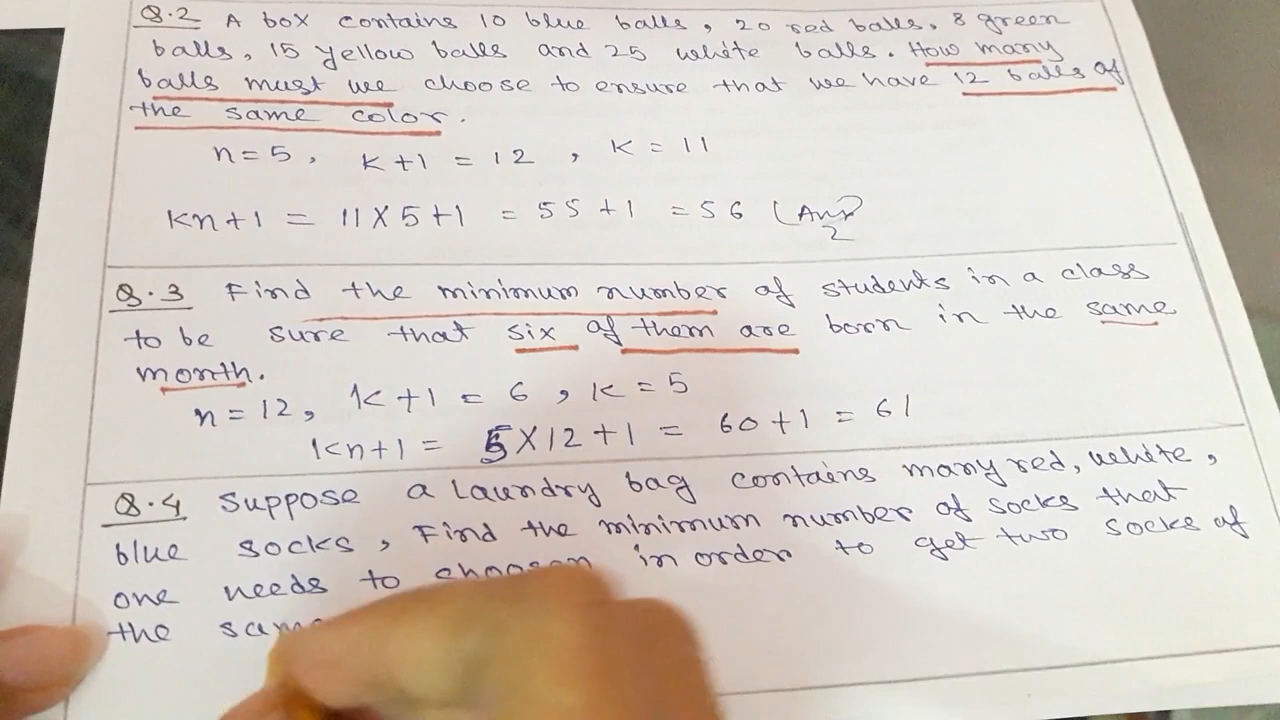 Q.2 A box contains 10 blue balls, 20 red balls, 8 green
balls, 15 yellow balls and 25 white balls. How many
balls must we choose to ensure that we have 12 balls of
the same color.
n=5, k+1 = 12, k = 11
kn+1 = 11×5+1 = 55+1 = 56 (Ans)
Q.3 Find the minimum number of students in a class
to be sure that six of them are born in the same
month.
n=12, k+1 = 6, k=5
kn+1 = 5×12+1 = 60+1 = 61
Q.4 Suppose a laundry bag contains many red, white,
blue socks, Find the minimum number of socks that
one needs to in order to get two socks of
the